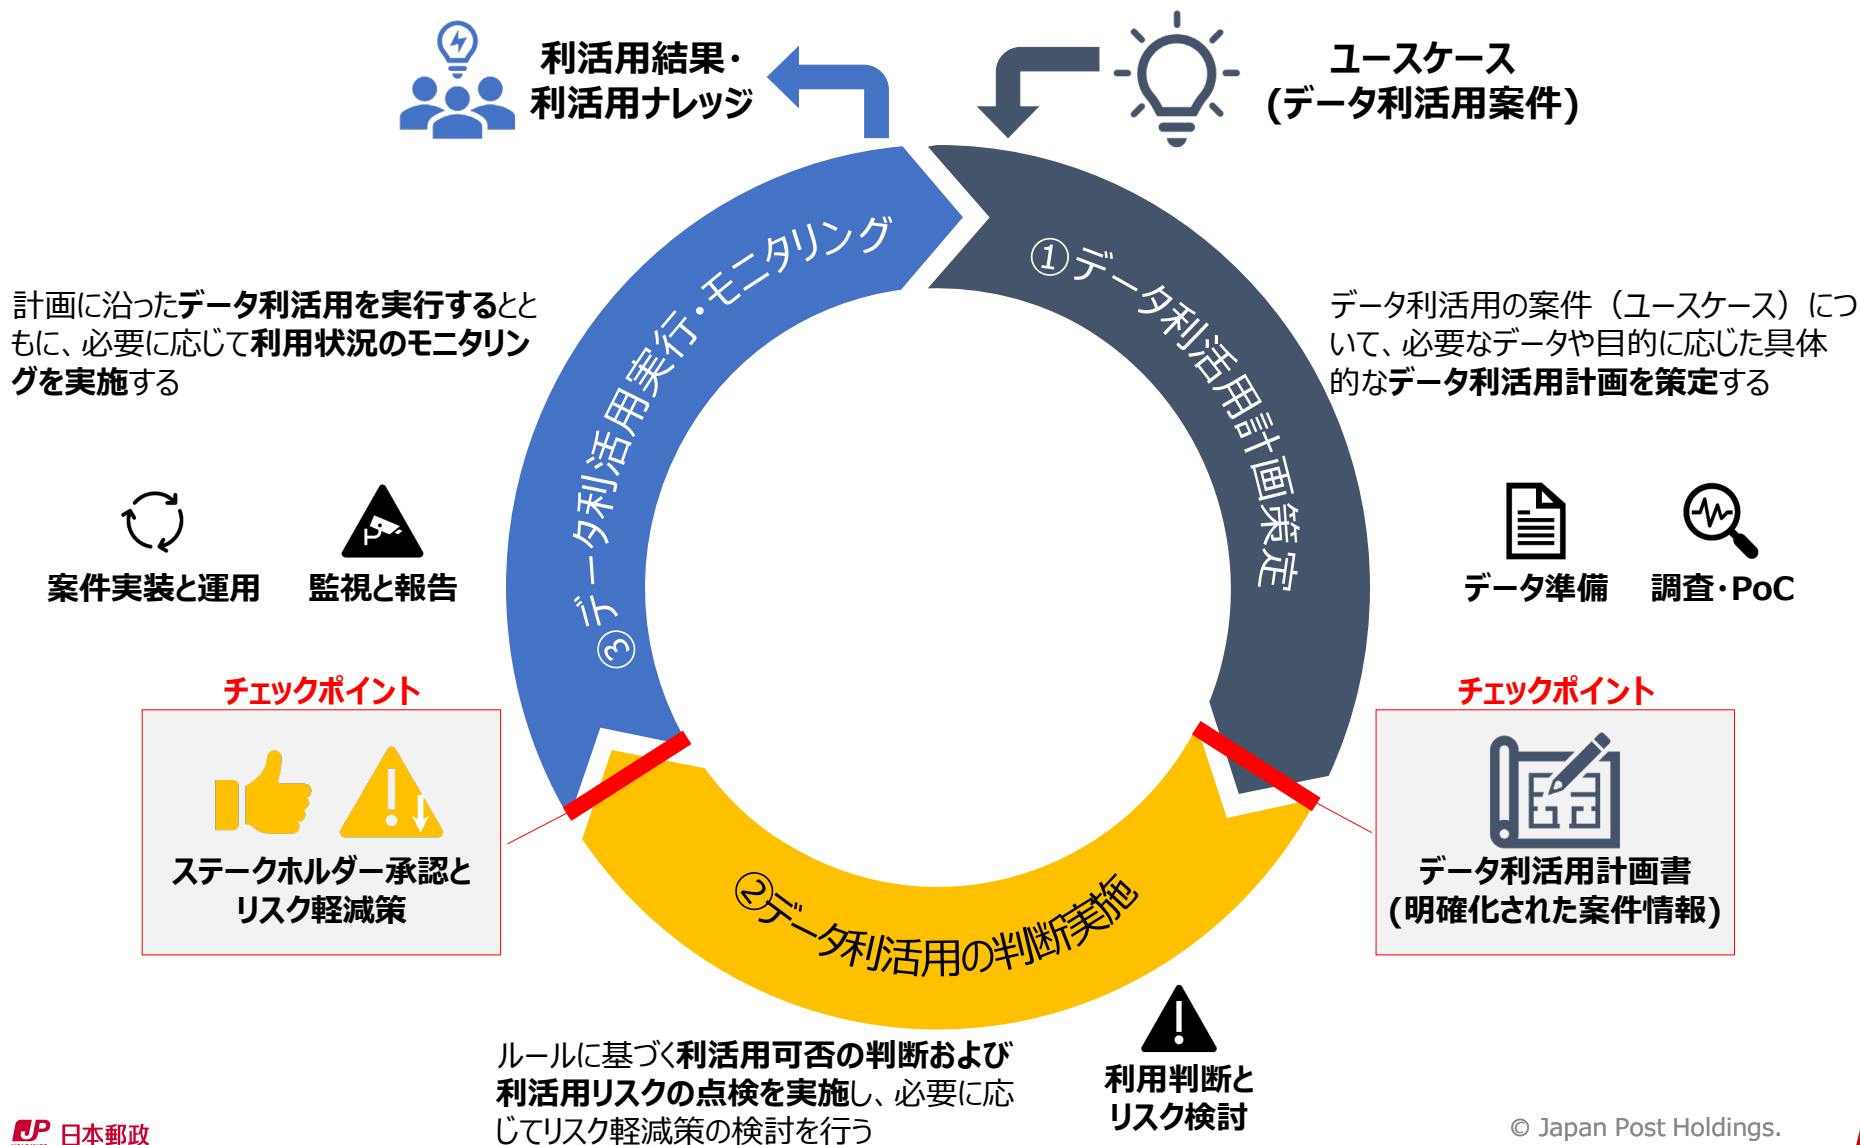 利活用結果・
利活用ナレッジ
ユースケース
(データ利活用案件)
①データ利活用計画策定
②データ利活用の判断実施
③データ利活用実行・モニタリング
計画に沿ったデータ利活用を実行するとと
もに、必要に応じて利用状況のモニタリン
グを実施する
データ利活用の案件（ユースケース）につ
いて、必要なデータや目的に応じた具体
的なデータ利活用計画を策定する
案件実装と運用
監視と報告
データ準備
調査・PoC
チェックポイント
ステークホルダー承認と
リスク軽減策
チェックポイント
データ利活用計画書
(明確化された案件情報)
ルールに基づく利活用可否の判断および
利活用リスクの点検を実施し、必要に応
じてリスク軽減策の検討を行う
利用判断と
リスク検討
JP 日本郵政
© Japan Post Holdings.